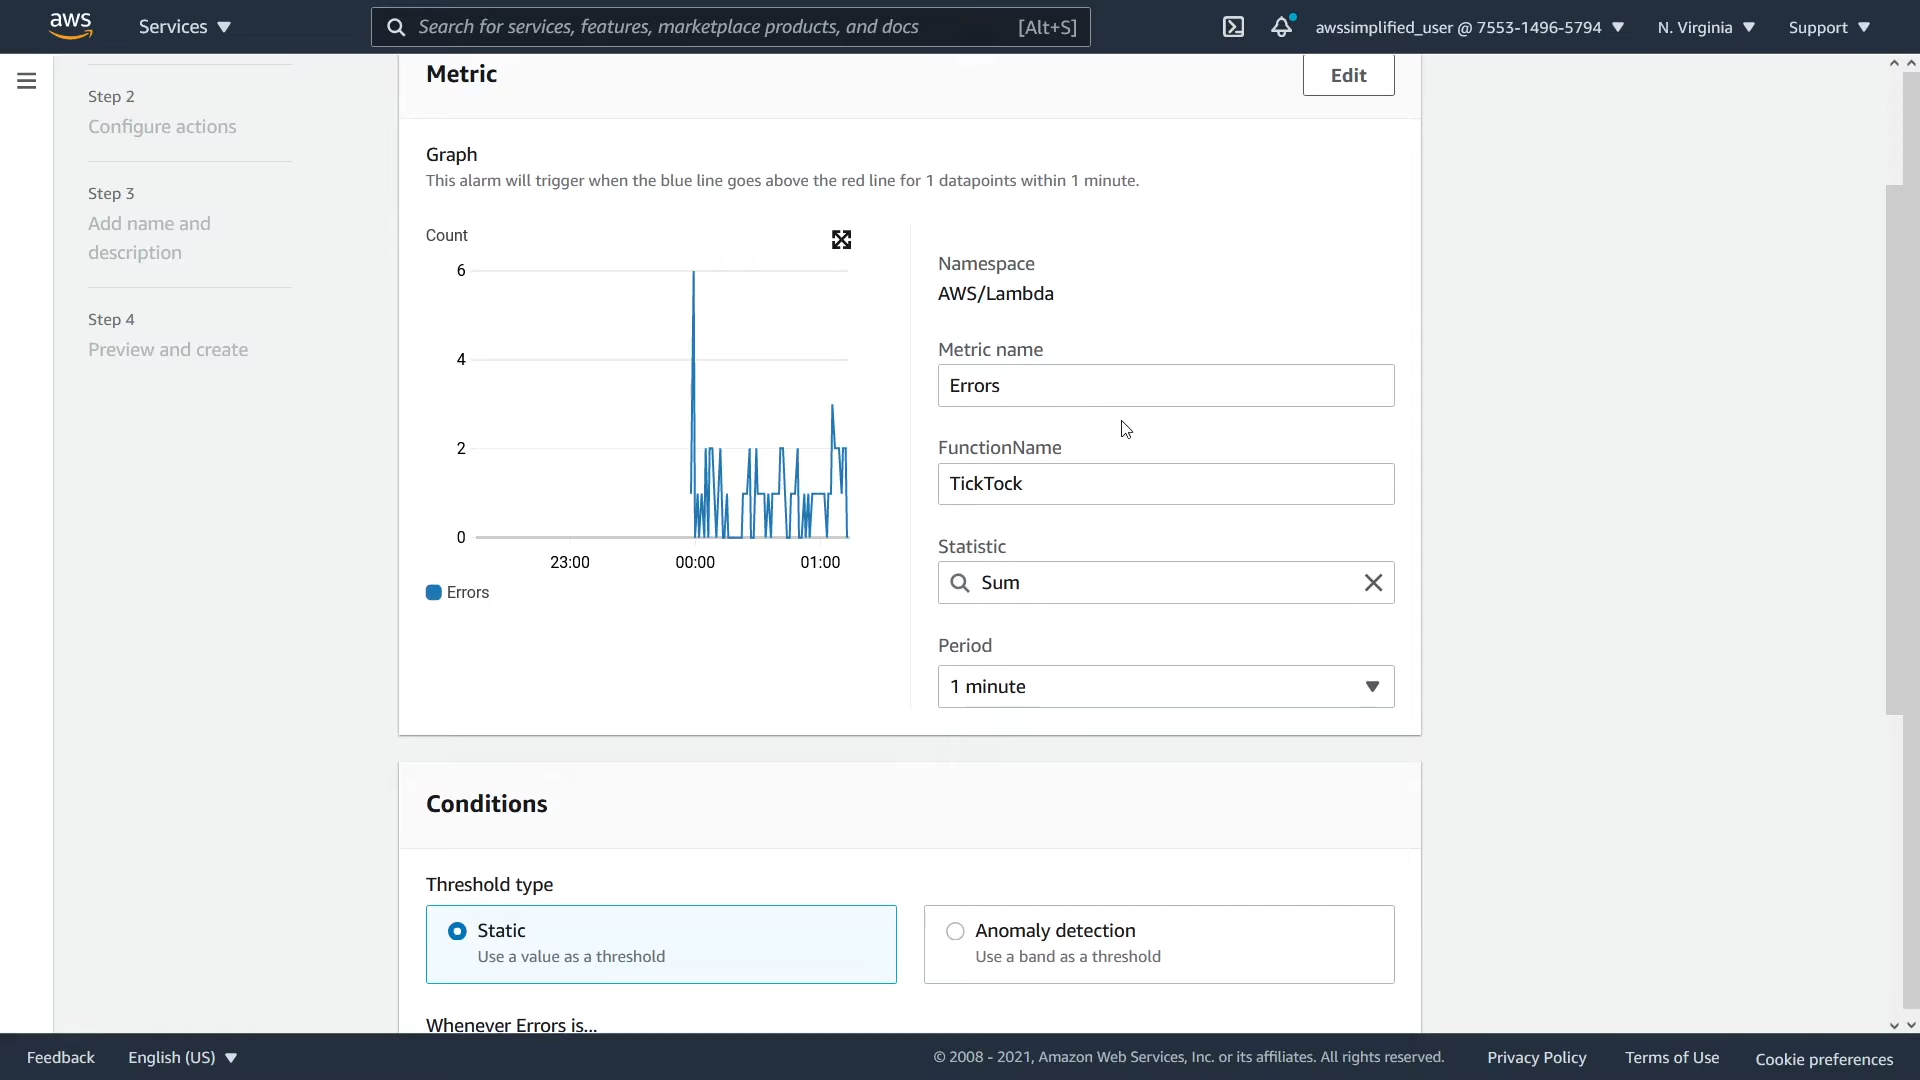 aws
Services
Search for services, features, marketplace products, and docs [Alt+S]
awssimplified_user @ 7553-1496-5794
N. Virginia
Support
Step 2
Configure actions
Step 3
Add name and
description
Step 4
Preview and create
Metric
Edit
Graph
This alarm will trigger when the blue line goes above the red line for 1 datapoints within 1 minute.
Count
6
4
2
0
23:00 00:00 01:00
Errors
Namespace
AWS/Lambda
Metric name
Errors
FunctionName
TickTock
Statistic
Sum
Period
1 minute
Conditions
Threshold type
Static
Use a value as a threshold
Anomaly detection
Use a band as a threshold
Whenever Errors is...
Feedback
English (US)
© 2008 - 2021, Amazon Web Services, Inc. or its affiliates. All rights reserved.
Privacy Policy
Terms of Use
Cookie preferences